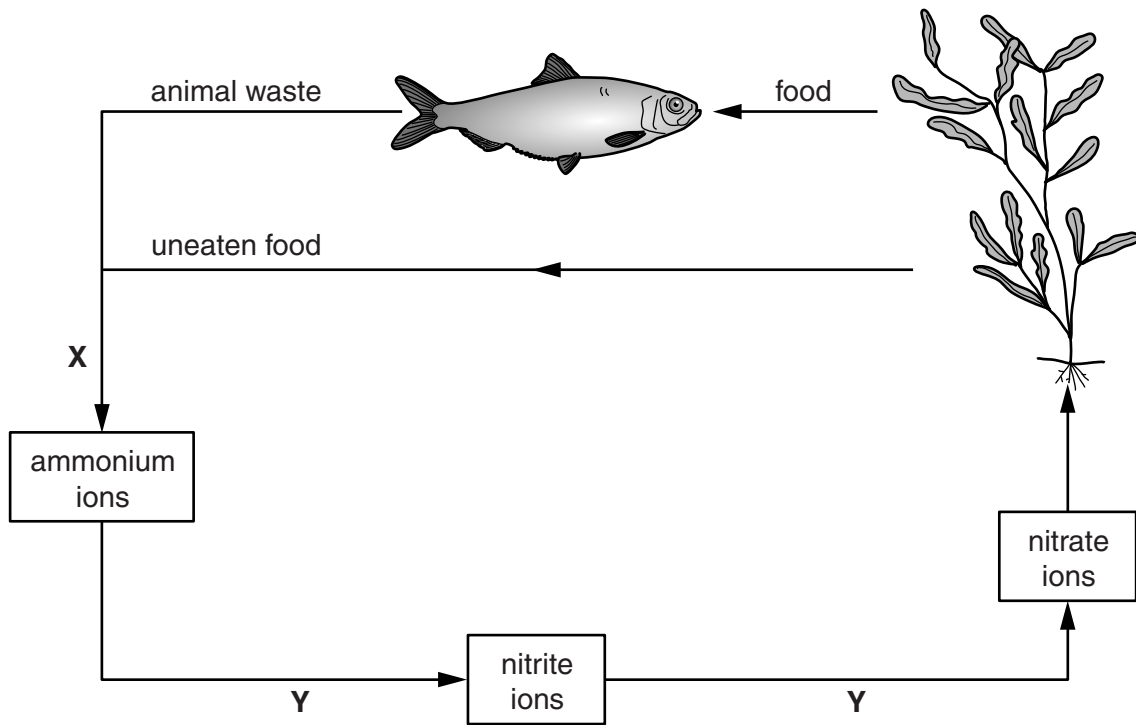 animal waste
food
uneaten food
X
ammonium
ions
nitrate
ions
nitrite
ions
Y
Y